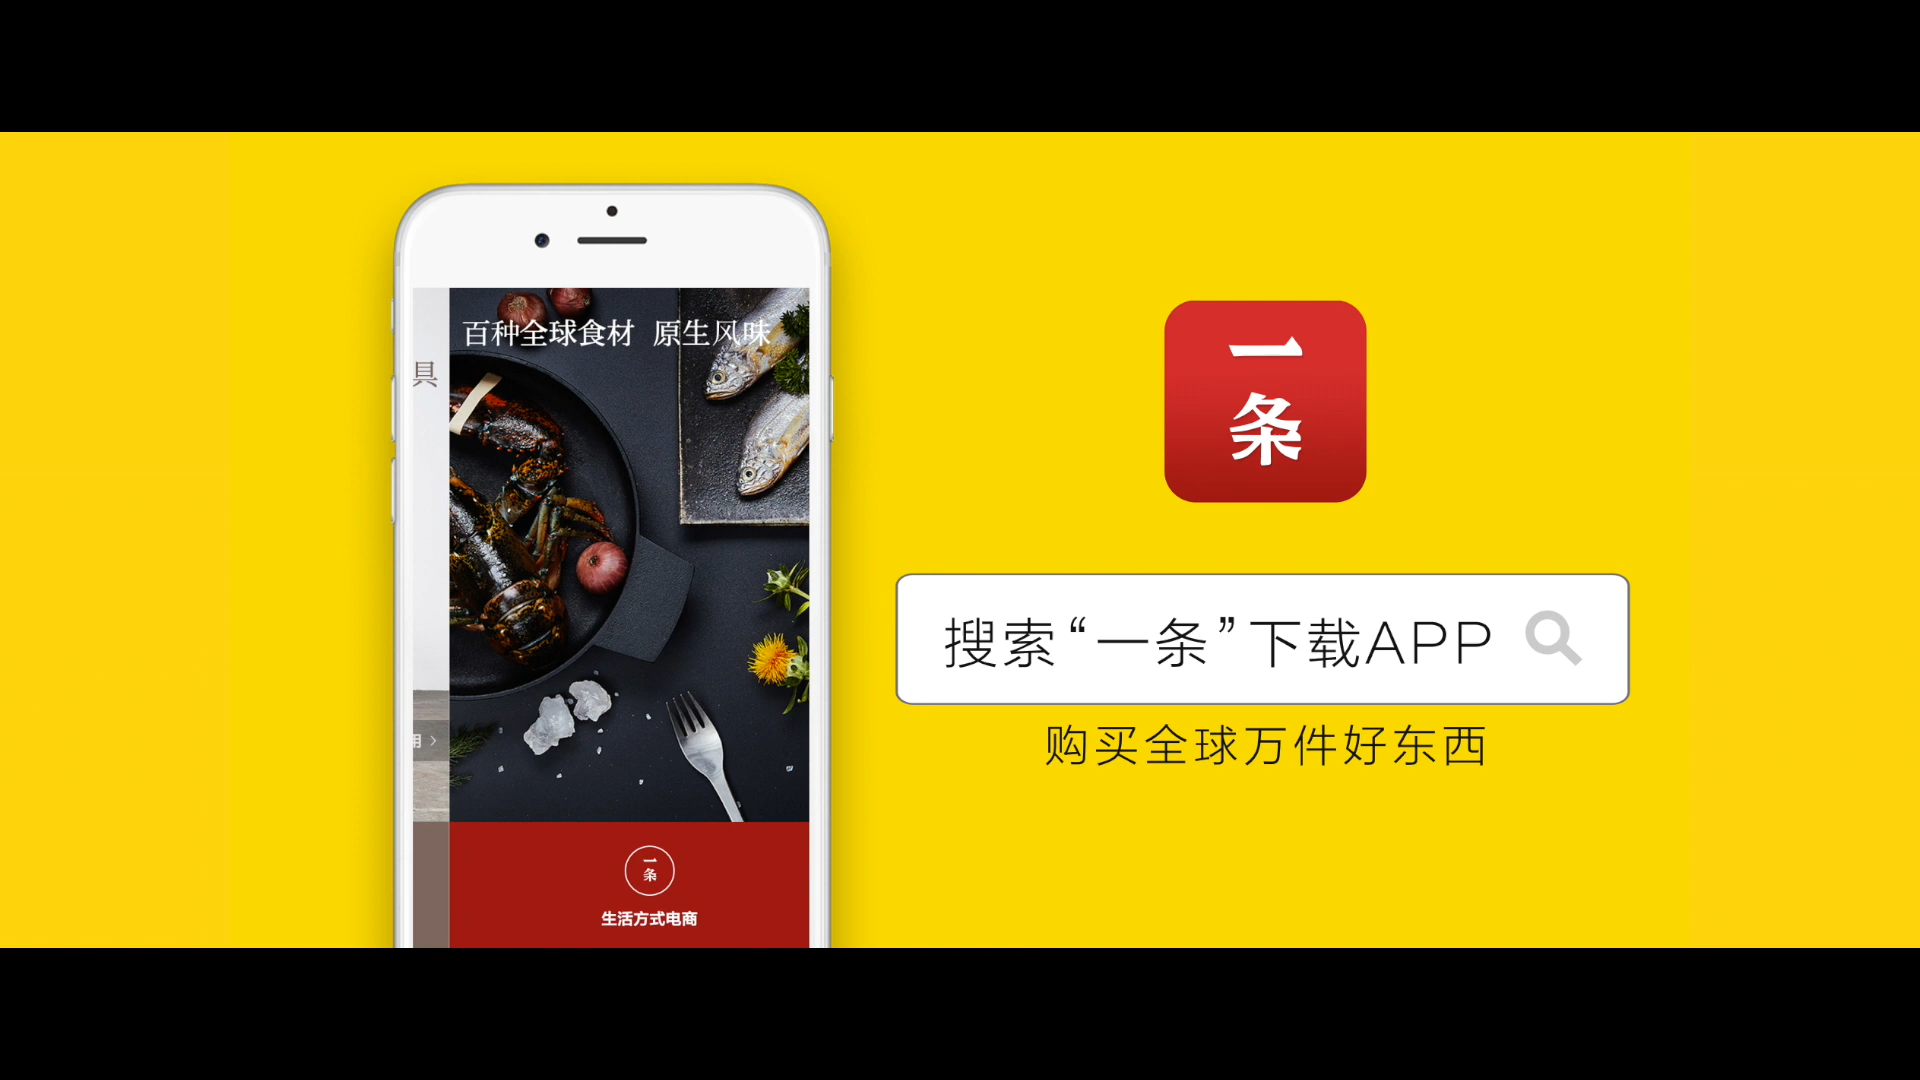 百种全球食材 原生风味
具
一
条
生活方式电商
一
条
搜索“一条”下载APP
购买全球万件好东西